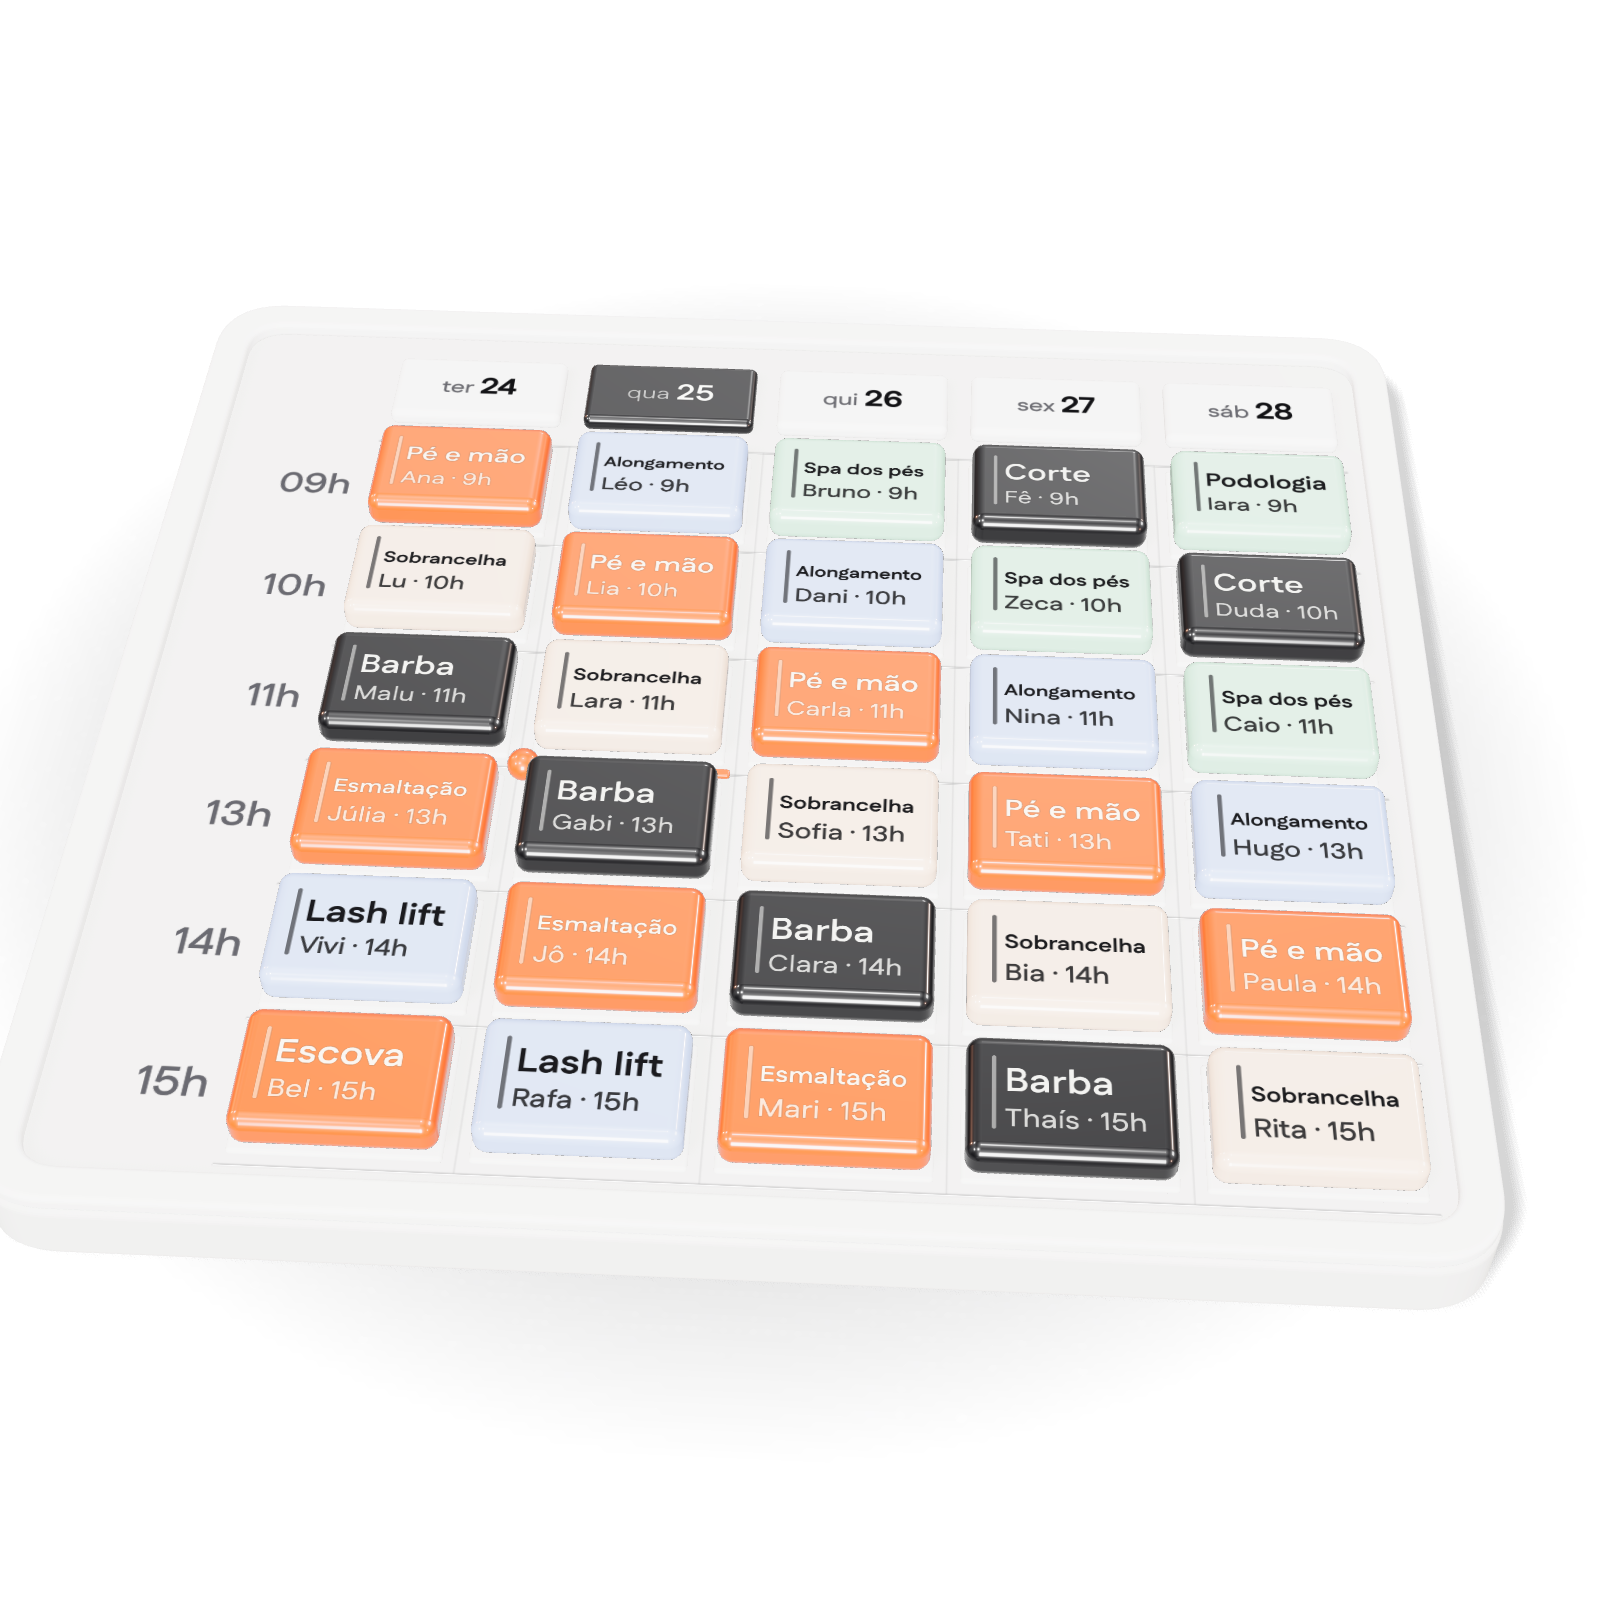 ter 24
qua 25
qui 26
sex 27
sáb 28
09h
Pé e mão
Ana · 9h
Alongamento
Léo · 9h
Spa dos pés
Bruno · 9h
Corte
Fê · 9h
Podologia
Iara · 9h
10h
Sobrancelha
Lu · 10h
Pé e mão
Lia · 10h
Alongamento
Dani · 10h
Spa dos pés
Zeca · 10h
Corte
Duda · 10h
11h
Barba
Malu · 11h
Sobrancelha
Lara · 11h
Pé e mão
Carla · 11h
Alongamento
Nina · 11h
Spa dos pés
Caio · 11h
13h
Esmaltação
Júlia · 13h
Barba
Gabi · 13h
Sobrancelha
Sofia · 13h
Pé e mão
Tati · 13h
Alongamento
Hugo · 13h
14h
Lash lift
Vivi · 14h
Esmaltação
Jô · 14h
Barba
Clara · 14h
Sobrancelha
Bia · 14h
Pé e mão
Paula · 14h
15h
Escova
Bel · 15h
Lash lift
Rafa · 15h
Esmaltação
Mari · 15h
Barba
Thaís · 15h
Sobrancelha
Rita · 15h